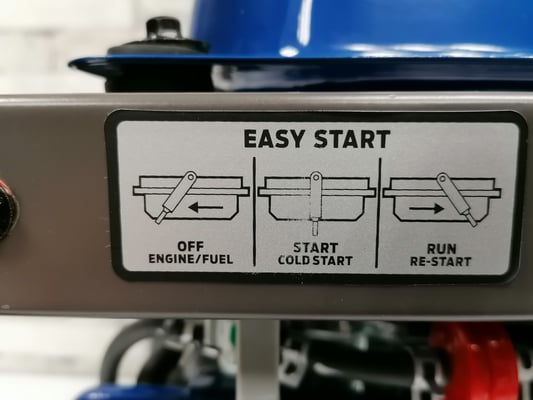 EASY START
OFF
ENGINE/FUEL
START
COLD START
RUN
RE-START